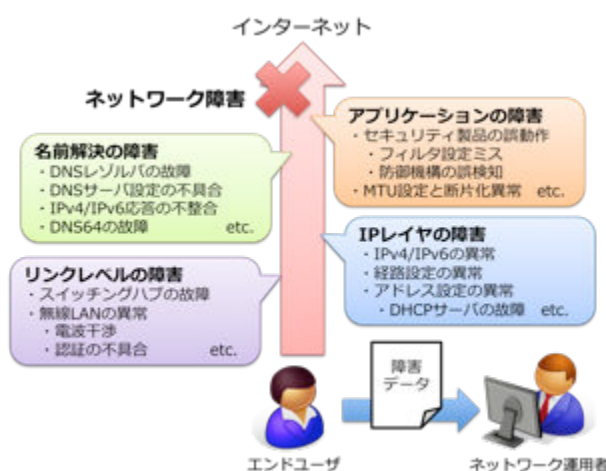 インターネット
ネットワーク障害
アプリケーションの障害
・セキュリティ製品の誤動作
・フィルタ設定ミス
・防御機構の誤検知
・MTU設定と断片化異常 etc.
名前解決の障害
・DNSレゾルバの故障
・DNSサーバ設定の不具合
・IPv4/IPv6応答の不整合
・DNS64の故障 etc.
IPレイヤの障害
・IPv4/IPv6の異常
・経路設定の異常
・アドレス設定の異常
・DHCPサーバの故障 etc.
リンクレベルの障害
・スイッチングハブの故障
・無線LANの異常
・電波干渉
・認証の不具合 etc.
障害
データ
エンドユーザ
ネットワーク運用者